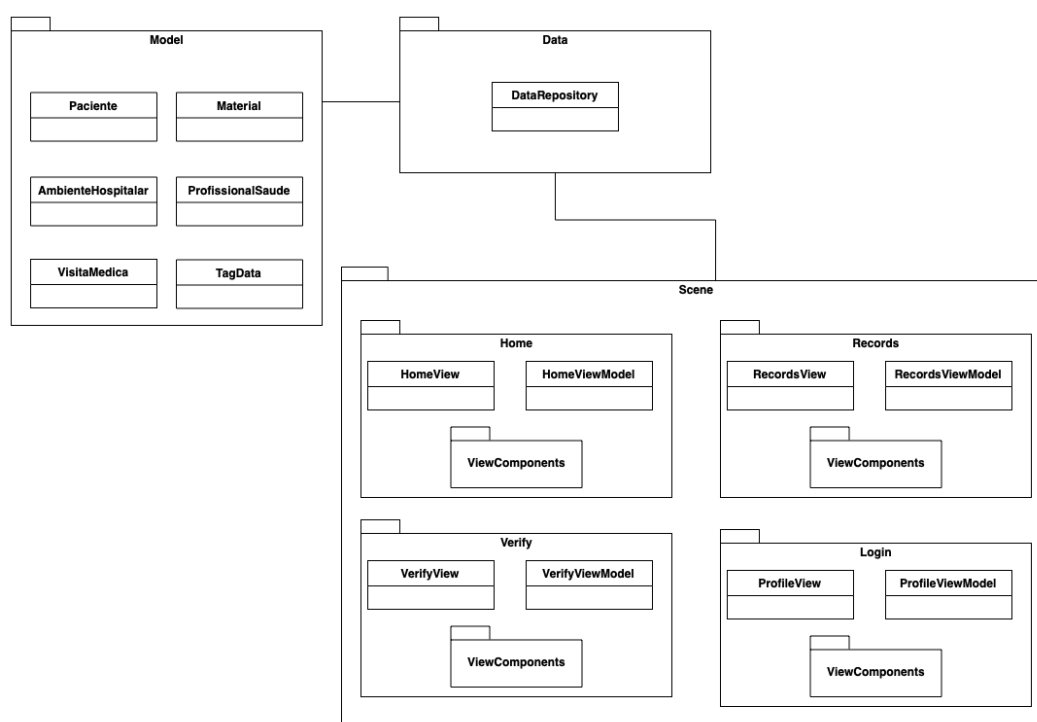 Model
Paciente
Material
AmbienteHospitalar
ProfissionalSaude
VisitaMedica
TagData
Data
DataRepository
Scene
Home
HomeView
HomeViewModel
ViewComponents
Records
RecordsView
RecordsViewModel
ViewComponents
Verify
VerifyView
VerifyViewModel
ViewComponents
Login
ProfileView
ProfileViewModel
ViewComponents